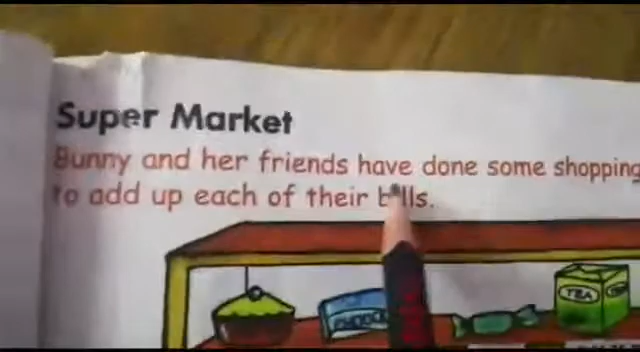 Super Market
Bunny and her friends have done some shopping
to add up each of their bills.
TEA